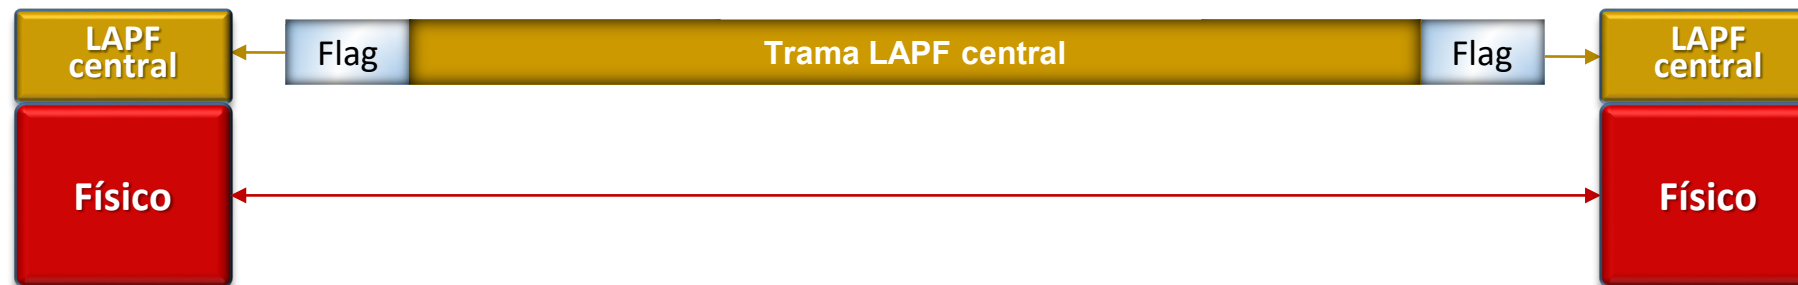 LAPF
central
Flag
Trama LAPF central
Flag
LAPF
central
Físico
Físico